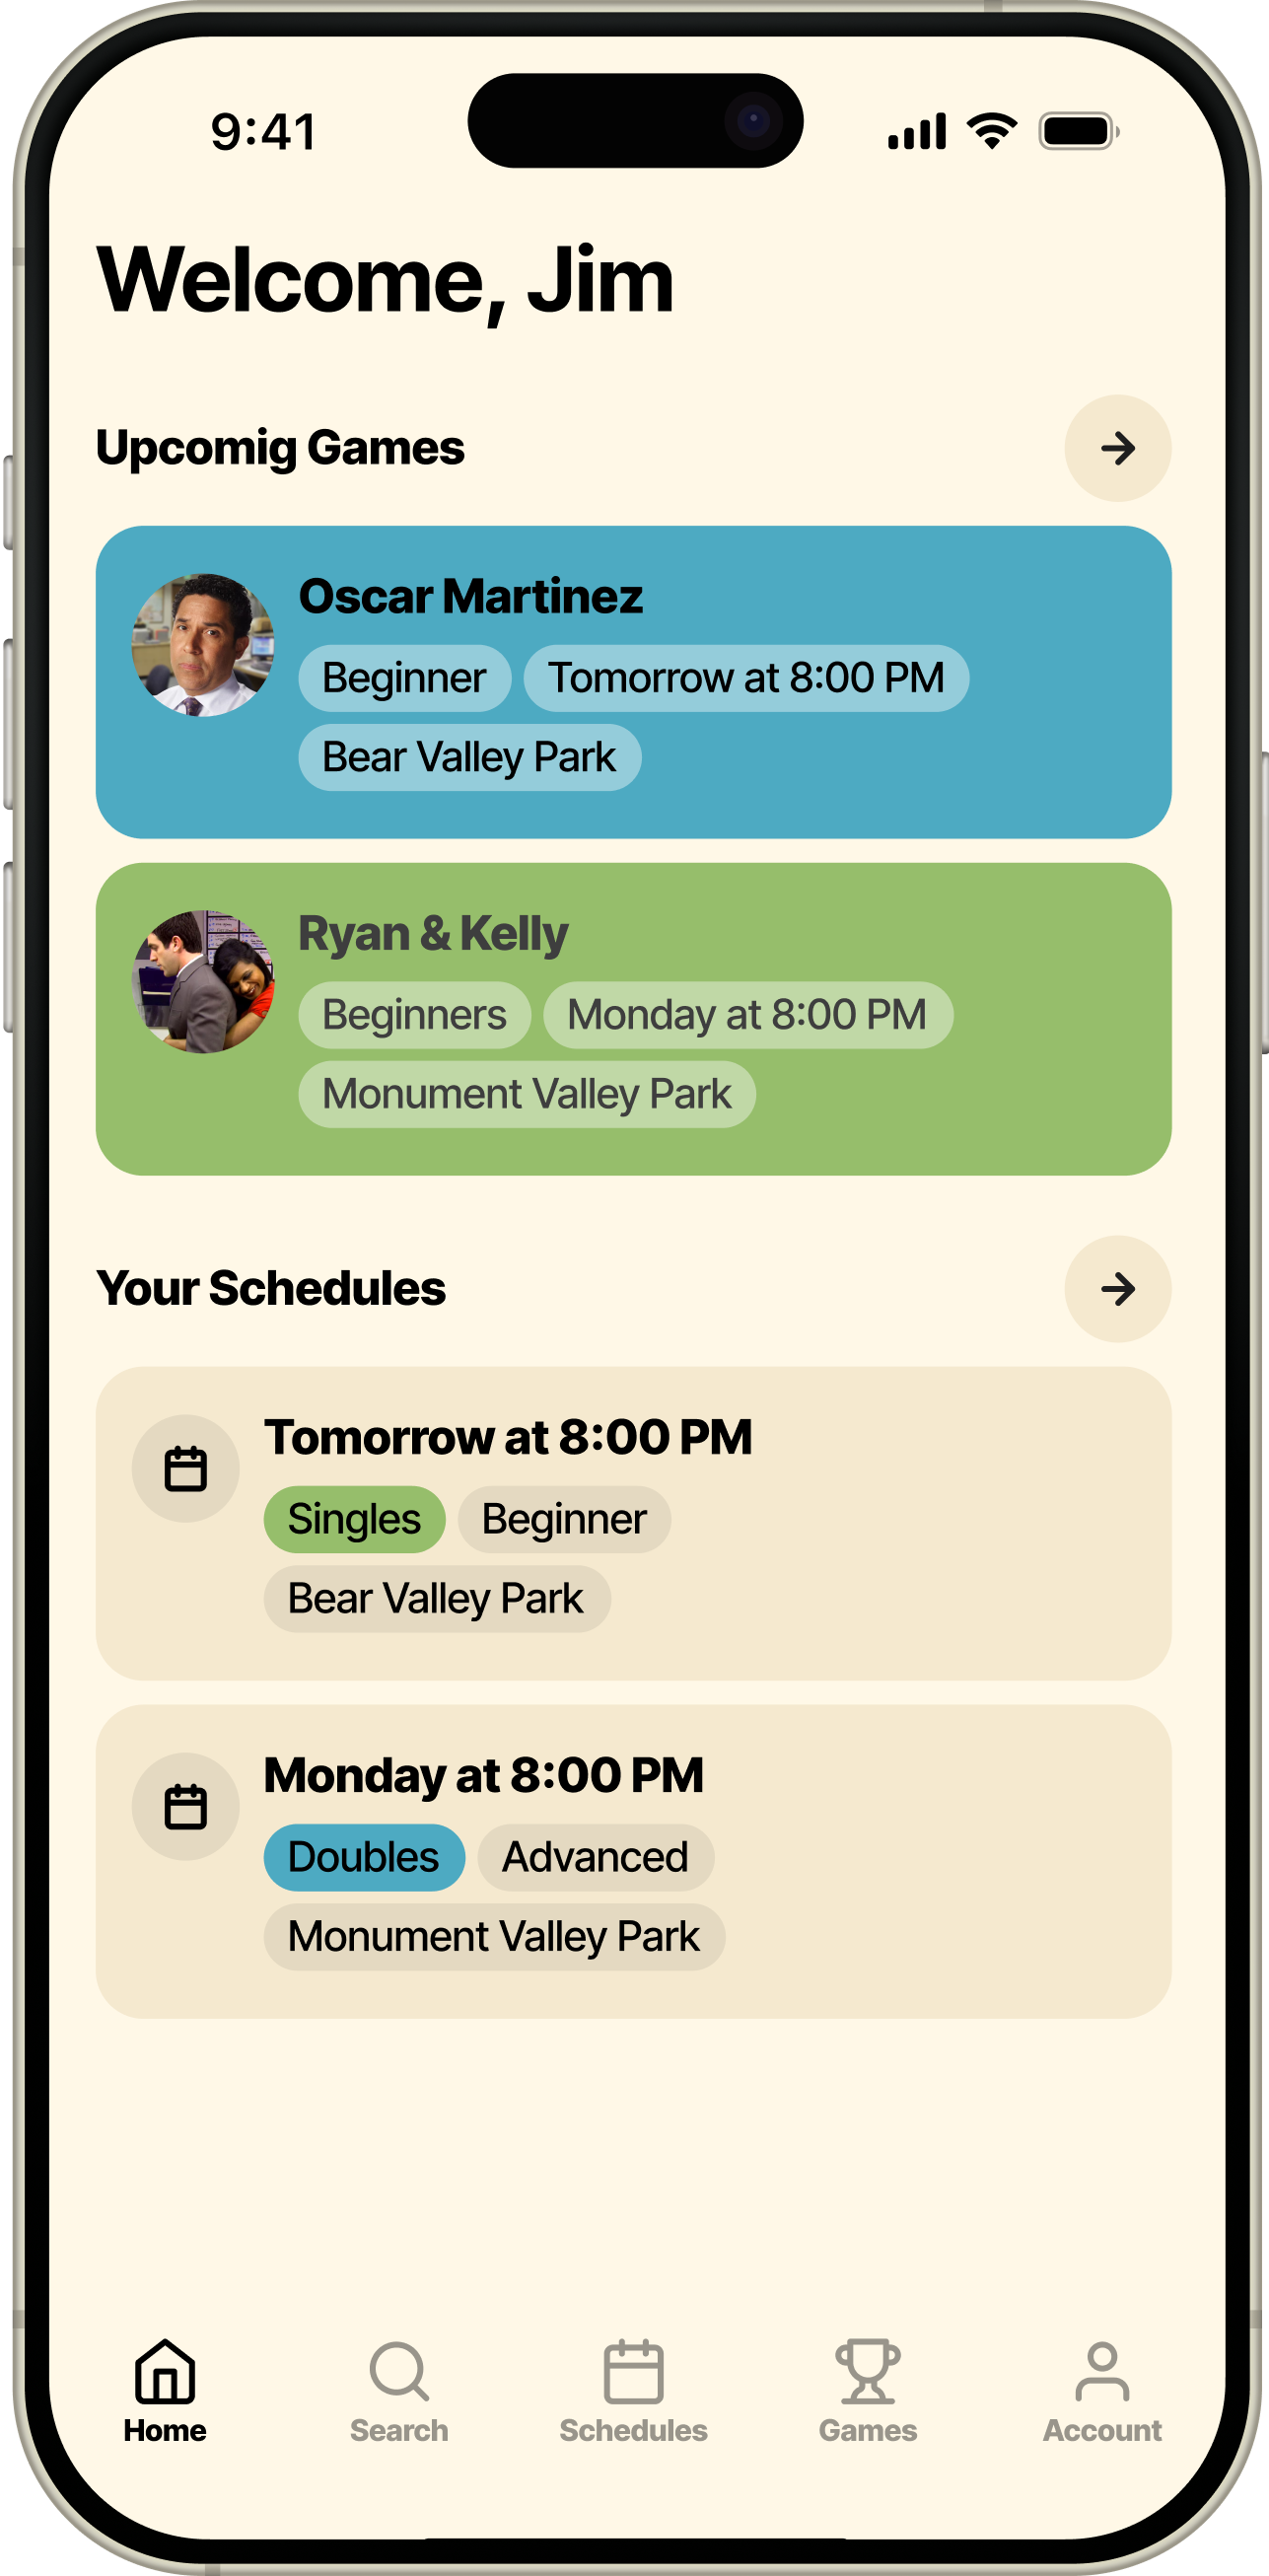 9:41
Welcome, Jim
Upcomig Games
Oscar Martinez
Beginner Tomorrow at 8:00 PM
Bear Valley Park
Ryan & Kelly
Beginners Monday at 8:00 PM
Monument Valley Park
Your Schedules
Tomorrow at 8:00 PM
Singles Beginner
Bear Valley Park
Monday at 8:00 PM
Doubles Advanced
Monument Valley Park
Home Search Schedules Games Account